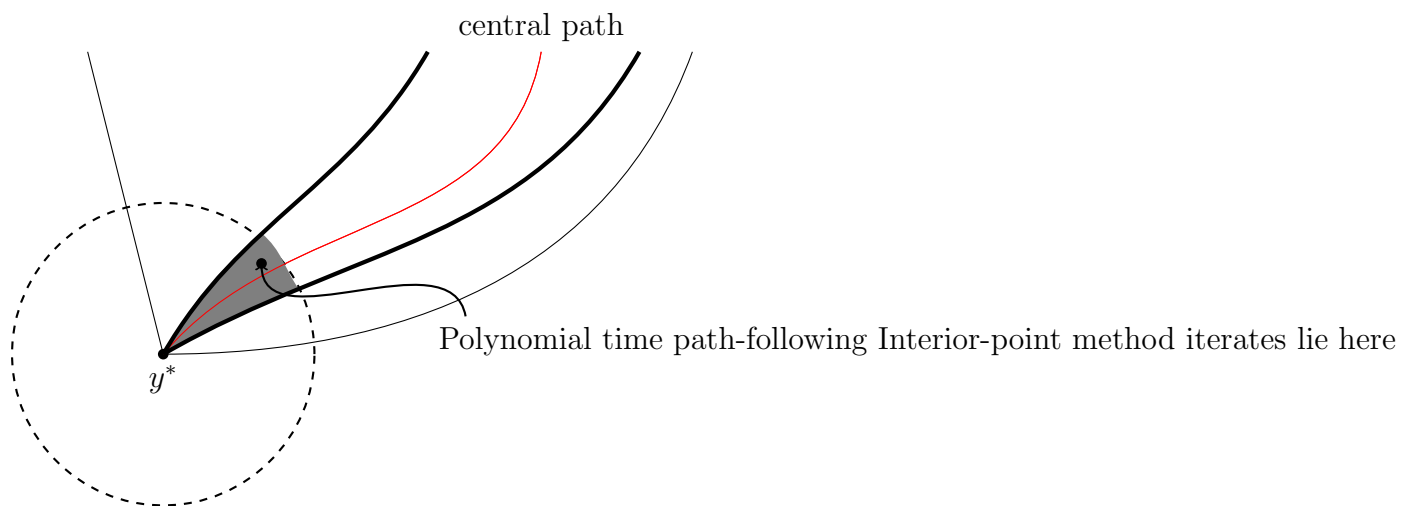 central path
Polynomial time path-following Interior-point method iterates lie here
y*